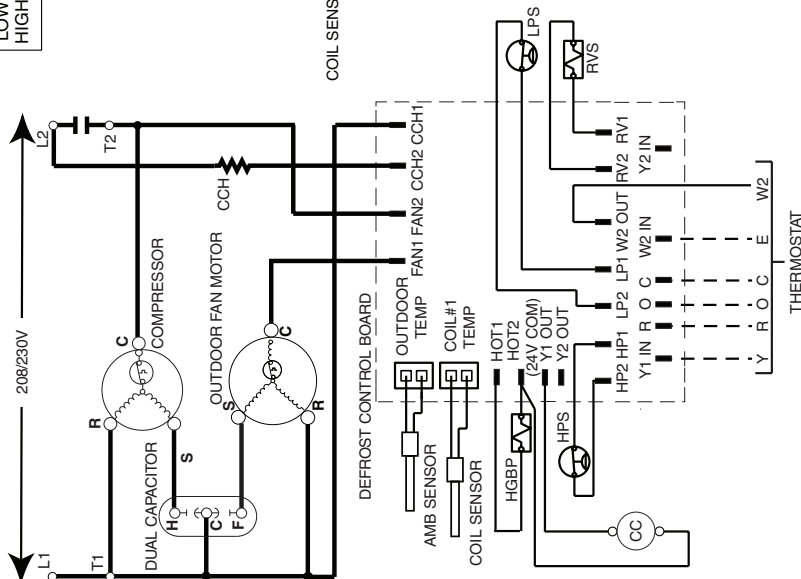 LOW
HIGH
COIL SENS
208/230V
L1
L2
T1
T2
CCH
COMPRESSOR
C
R
S
OUTDOOR FAN MOTOR
S
C
R
DUAL CAPACITOR
H
C
F
DEFROST CONTROL BOARD
FAN1 FAN2 CCH2 CCH1
OUTDOOR
TEMP
AMB SENSOR
COIL#1
TEMP
COIL SENSOR
HOT1
HOT2
(24V COM)
Y1 OUT
Y2 OUT
HGBP
HPS
CC
LPS
RVS
HP2 HP1 LP2 LP1 W2 OUT RV2 RV1
Y1 IN R O C W2 IN Y2 IN
Y R O C E W2
THERMOSTAT